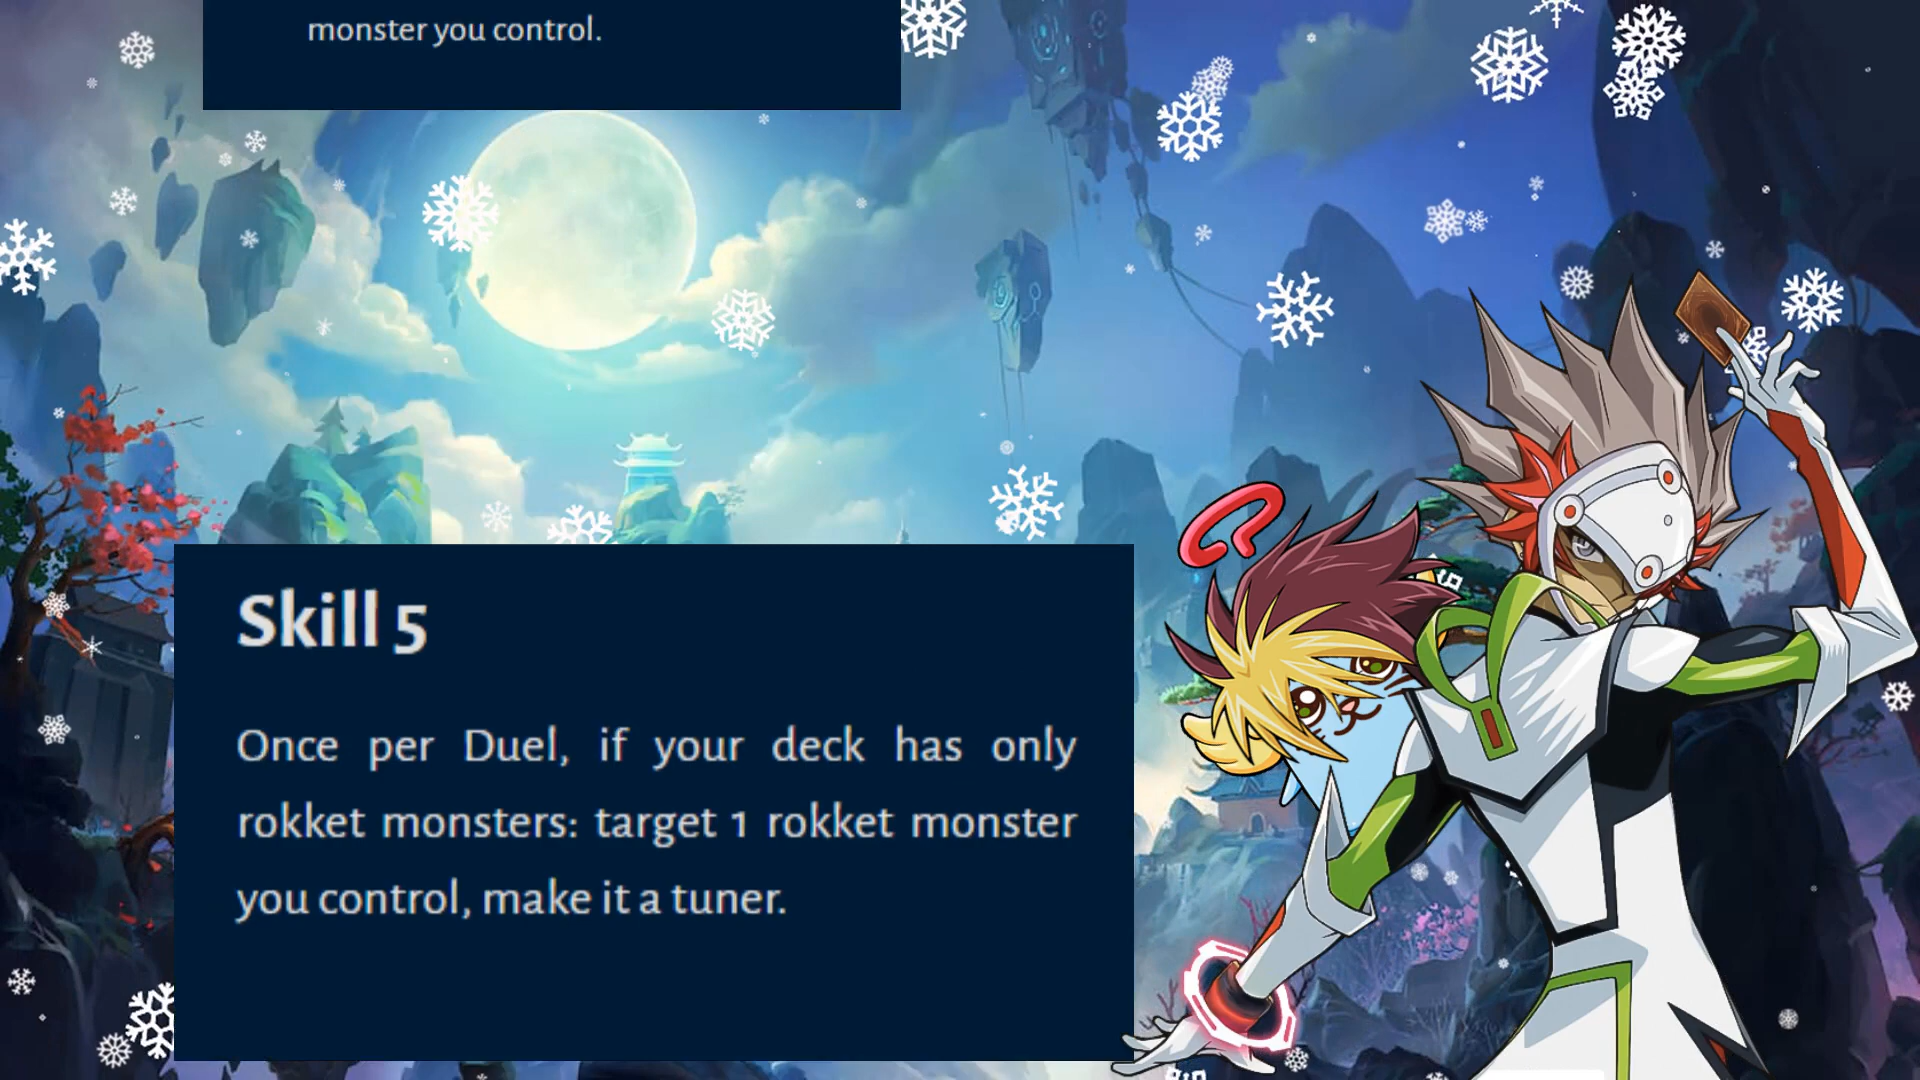 monster you control.
Skill 5
Once per Duel, if your deck has only
rokket monsters: target 1 rokket monster
you control, make it a tuner.